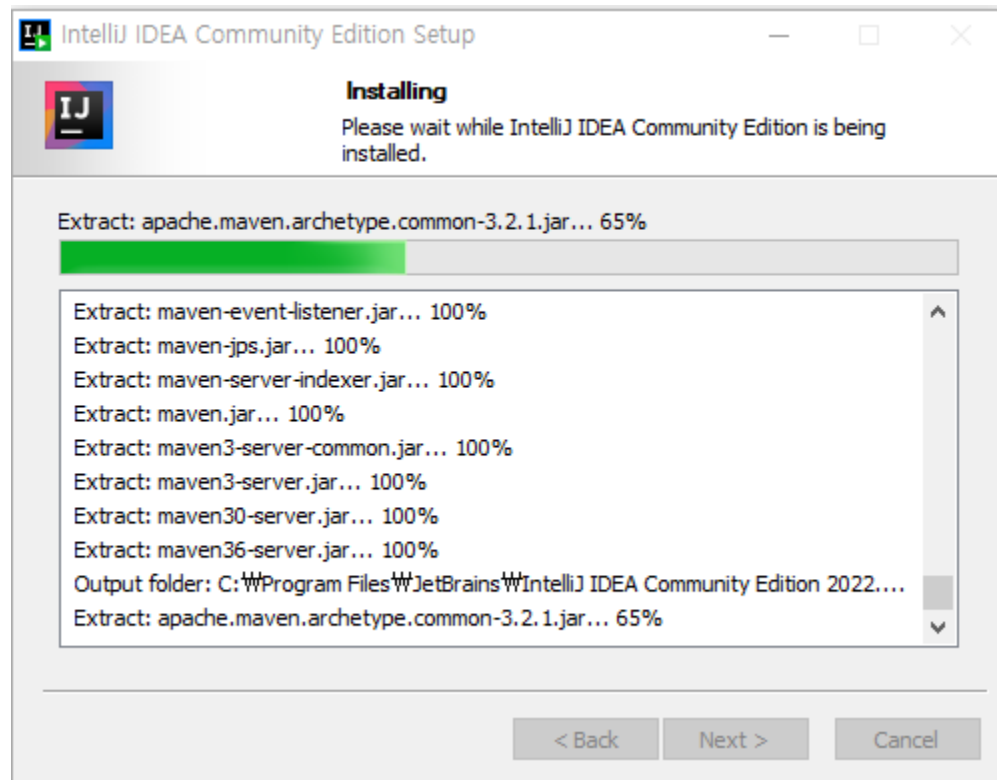 IntelliJ IDEA Community Edition Setup
IJ
Installing
Please wait while IntelliJ IDEA Community Edition is being
installed.
Extract: apache.maven.archetype.common-3.2.1.jar... 65%
Extract: maven-event-listener.jar... 100%
Extract: maven-jps.jar... 100%
Extract: maven-server-indexer.jar... 100%
Extract: maven.jar... 100%
Extract: maven3-server-common.jar... 100%
Extract: maven3-server.jar... 100%
Extract: maven30-server.jar... 100%
Extract: maven36-server.jar... 100%
Output folder: C:₩Program Files₩JetBrains₩IntelliJ IDEA Community Edition 2022....
Extract: apache.maven.archetype.common-3.2.1.jar... 65%
< Back Next > Cancel